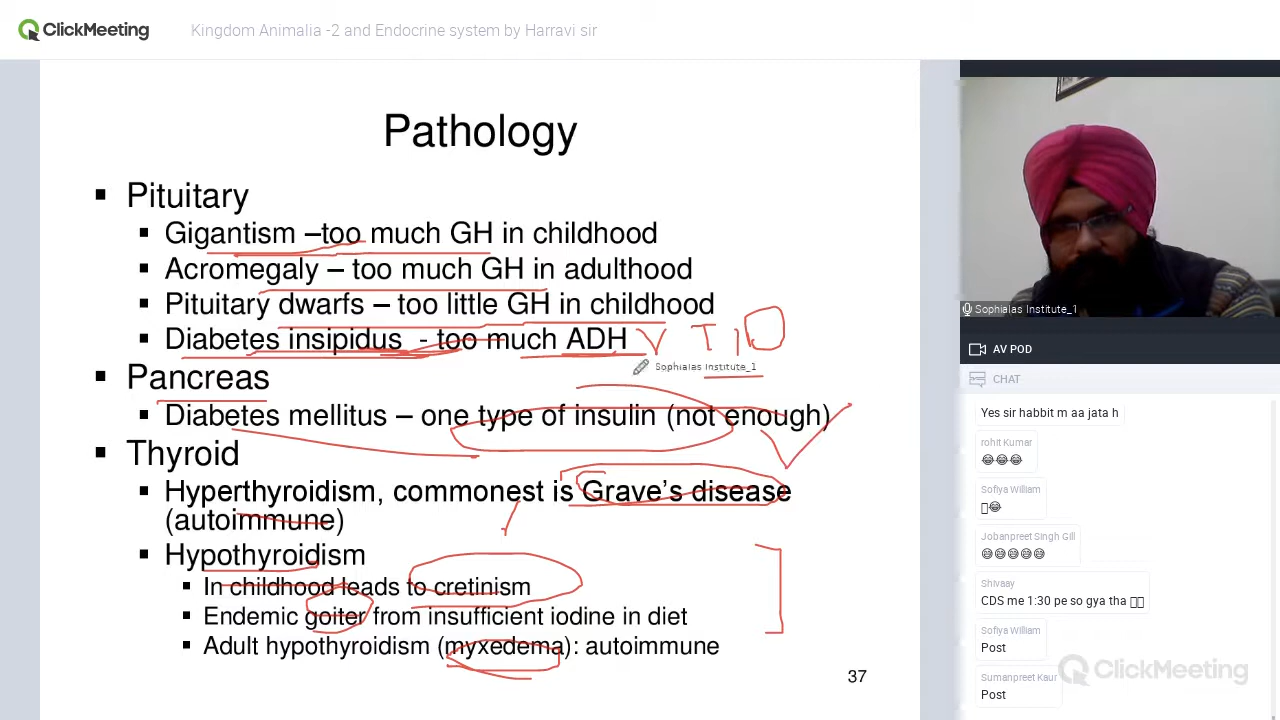 ClickMeeting
Kingdom Animalia -2 and Endocrine system by Harravi sir
Pathology
Pituitary
Gigantism –too much GH in childhood
Acromegaly – too much GH in adulthood
Pituitary dwarfs – too little GH in childhood
Diabetes insipidus - too much ADH
Sophialas Institute_1
Pancreas
Diabetes mellitus – one type of insulin (not enough)
Thyroid
Hyperthyroidism, commonest is Grave's disease
(autoimmune)
Hypothyroidism
In childhood leads to cretinism
Endemic goiter from insufficient iodine in diet
Adult hypothyroidism (myxedema): autoimmune
37
Sophialas Institute_1
AV POD
CHAT
Yes sir habbit m aa jata h
rohit Kumar
😂😂😂
Sofiya William
😂
Jobanpreet Singh Gill
😅😅😅😅😅
Shivaay
CDS me 1:30 pe so gya tha
Sofiya William
Post
Sumanpreet Kaur
Post
ClickMeeting